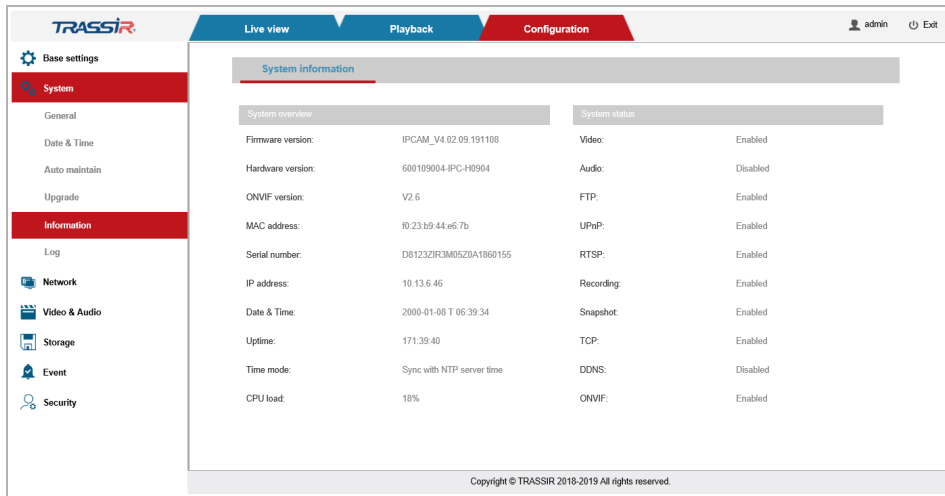 TRASSIR
Live view
Playback
Configuration
admin
Exit
Base settings
System
General
Date & Time
Auto maintain
Upgrade
Information
Log
Network
Video & Audio
Storage
Event
Security
System information
System overview
Firmware version: IPCAM_V4.02.09.191108
Hardware version: 600109004-IPC-H0904
ONVIF version: V2.6
MAC address: f0:23:b9:44:e6:7b
Serial number: D8123ZIR3M05Z0A1860155
IP address: 10.13.6.46
Date & Time: 2000-01-08 T 06:39:34
Uptime: 171:39:40
Time mode: Sync with NTP server time
CPU load: 18%
System status
Video: Enabled
Audio: Disabled
FTP: Enabled
UPnP: Enabled
RTSP: Enabled
Recording: Enabled
Snapshot: Enabled
TCP: Enabled
DDNS: Disabled
ONVIF: Enabled
Copyright © TRASSIR 2018-2019 All rights reserved.